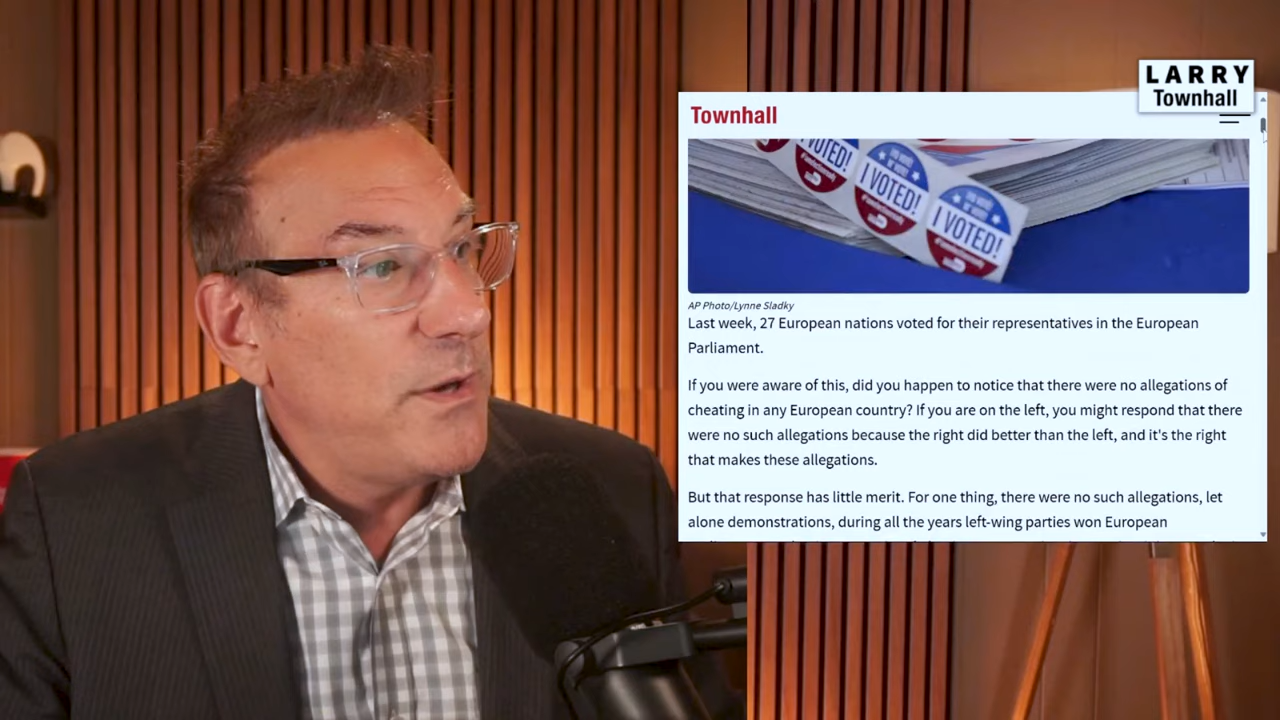 LARRY
Townhall
Townhall
VOTED!
I VOTED!
I VOTED!
AP Photo/Lynne Sladky
Last week, 27 European nations voted for their representatives in the European
Parliament.
If you were aware of this, did you happen to notice that there were no allegations of
cheating in any European country? If you are on the left, you might respond that there
were no such allegations because the right did better than the left, and it's the right
that makes these allegations.
But that response has little merit. For one thing, there were no such allegations, let
alone demonstrations, during all the years left-wing parties won European